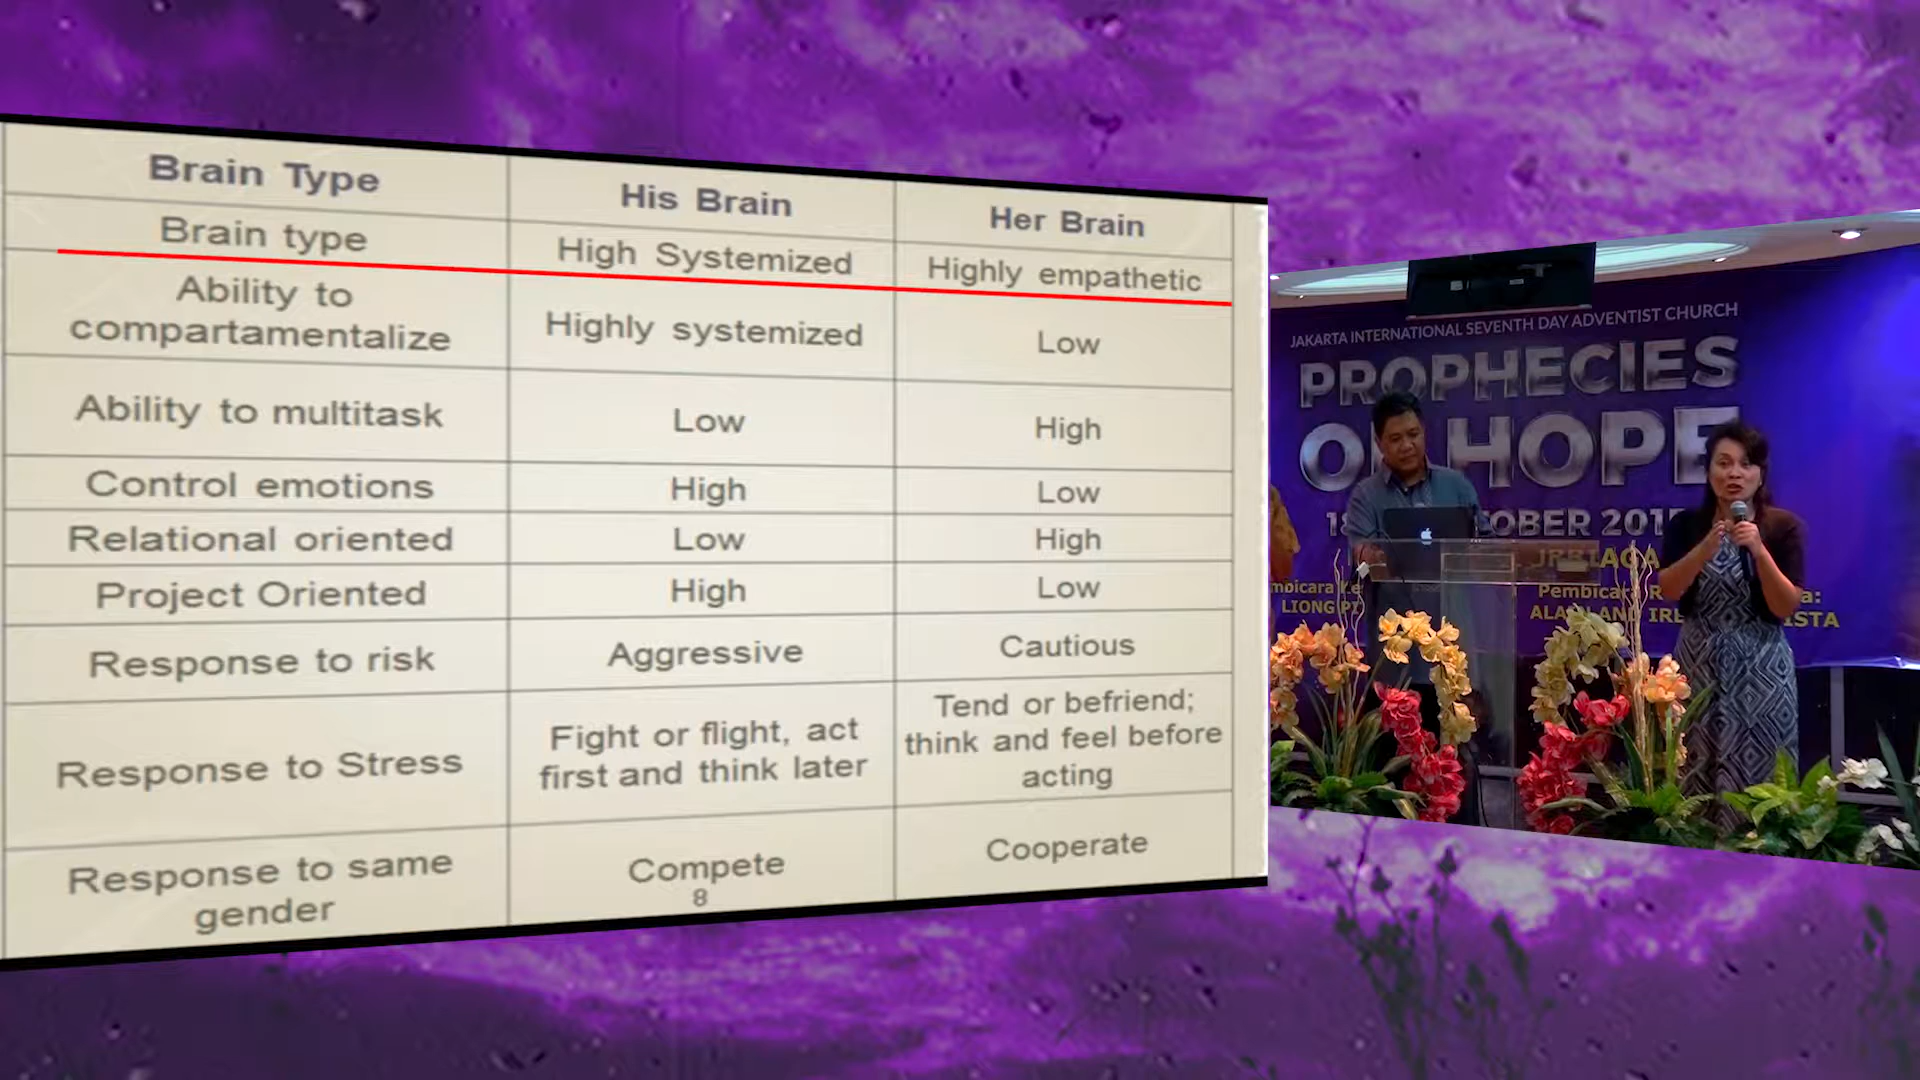 Brain Type
His Brain
Her Brain
Brain type
High Systemized
Highly empathetic
Ability to
compartamentalize
Highly systemized
Low
Ability to multitask
Low
High
Control emotions
High
Low
Relational oriented
Low
High
Project Oriented
High
Low
Response to risk
Aggressive
Cautious
Response to Stress
Fight or flight, act
first and think later
Tend or befriend;
think and feel before
acting
Response to same
gender
Compete
Cooperate
8
JAKARTA INTERNATIONAL SEVENTH DAY ADVENTIST CHURCH
PROPHECIES
OF HOPE
OBER 201
LIONG
Pembicara